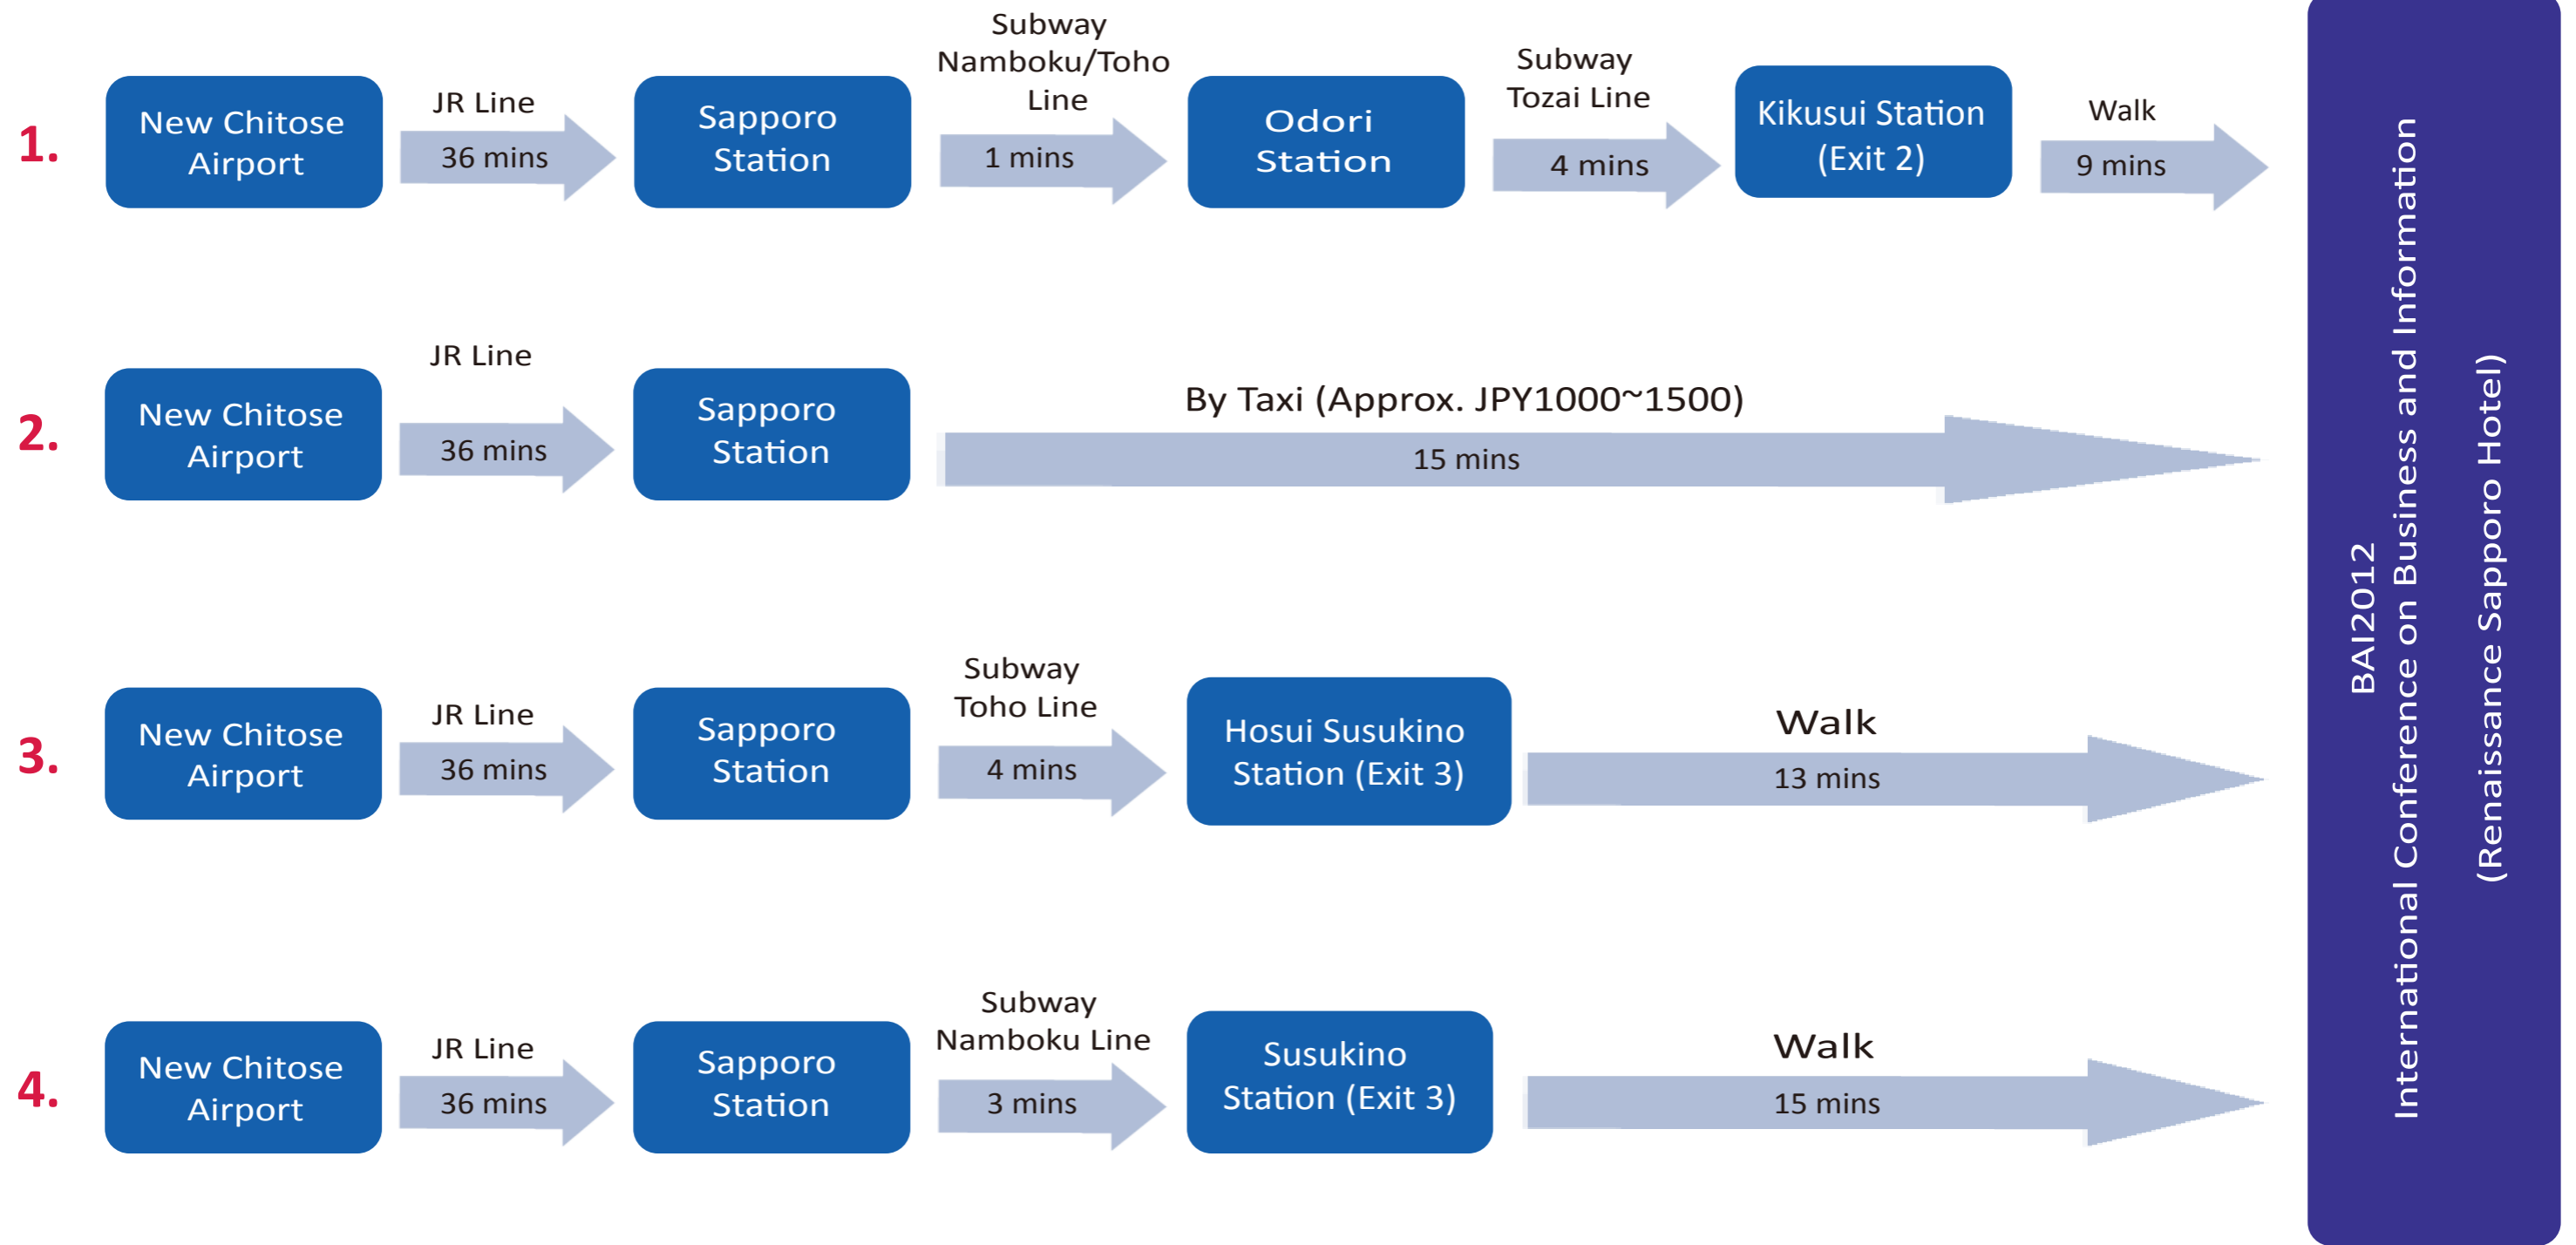 1.
New Chitose
Airport
JR Line
36 mins
Sapporo
Station
Subway
Namboku/Toho
Line
1 mins
Odori
Station
Subway
Tozai Line
4 mins
Kikusui Station
(Exit 2)
Walk
9 mins
2.
New Chitose
Airport
JR Line
36 mins
Sapporo
Station
By Taxi (Approx. JPY1000~1500)
15 mins
3.
New Chitose
Airport
JR Line
36 mins
Sapporo
Station
Subway
Toho Line
4 mins
Hosui Susukino
Station (Exit 3)
Walk
13 mins
4.
New Chitose
Airport
JR Line
36 mins
Sapporo
Station
Subway
Namboku Line
3 mins
Susukino
Station (Exit 3)
Walk
15 mins
BAI2012
International Conference on Business and Information
(Renaissance Sapporo Hotel)